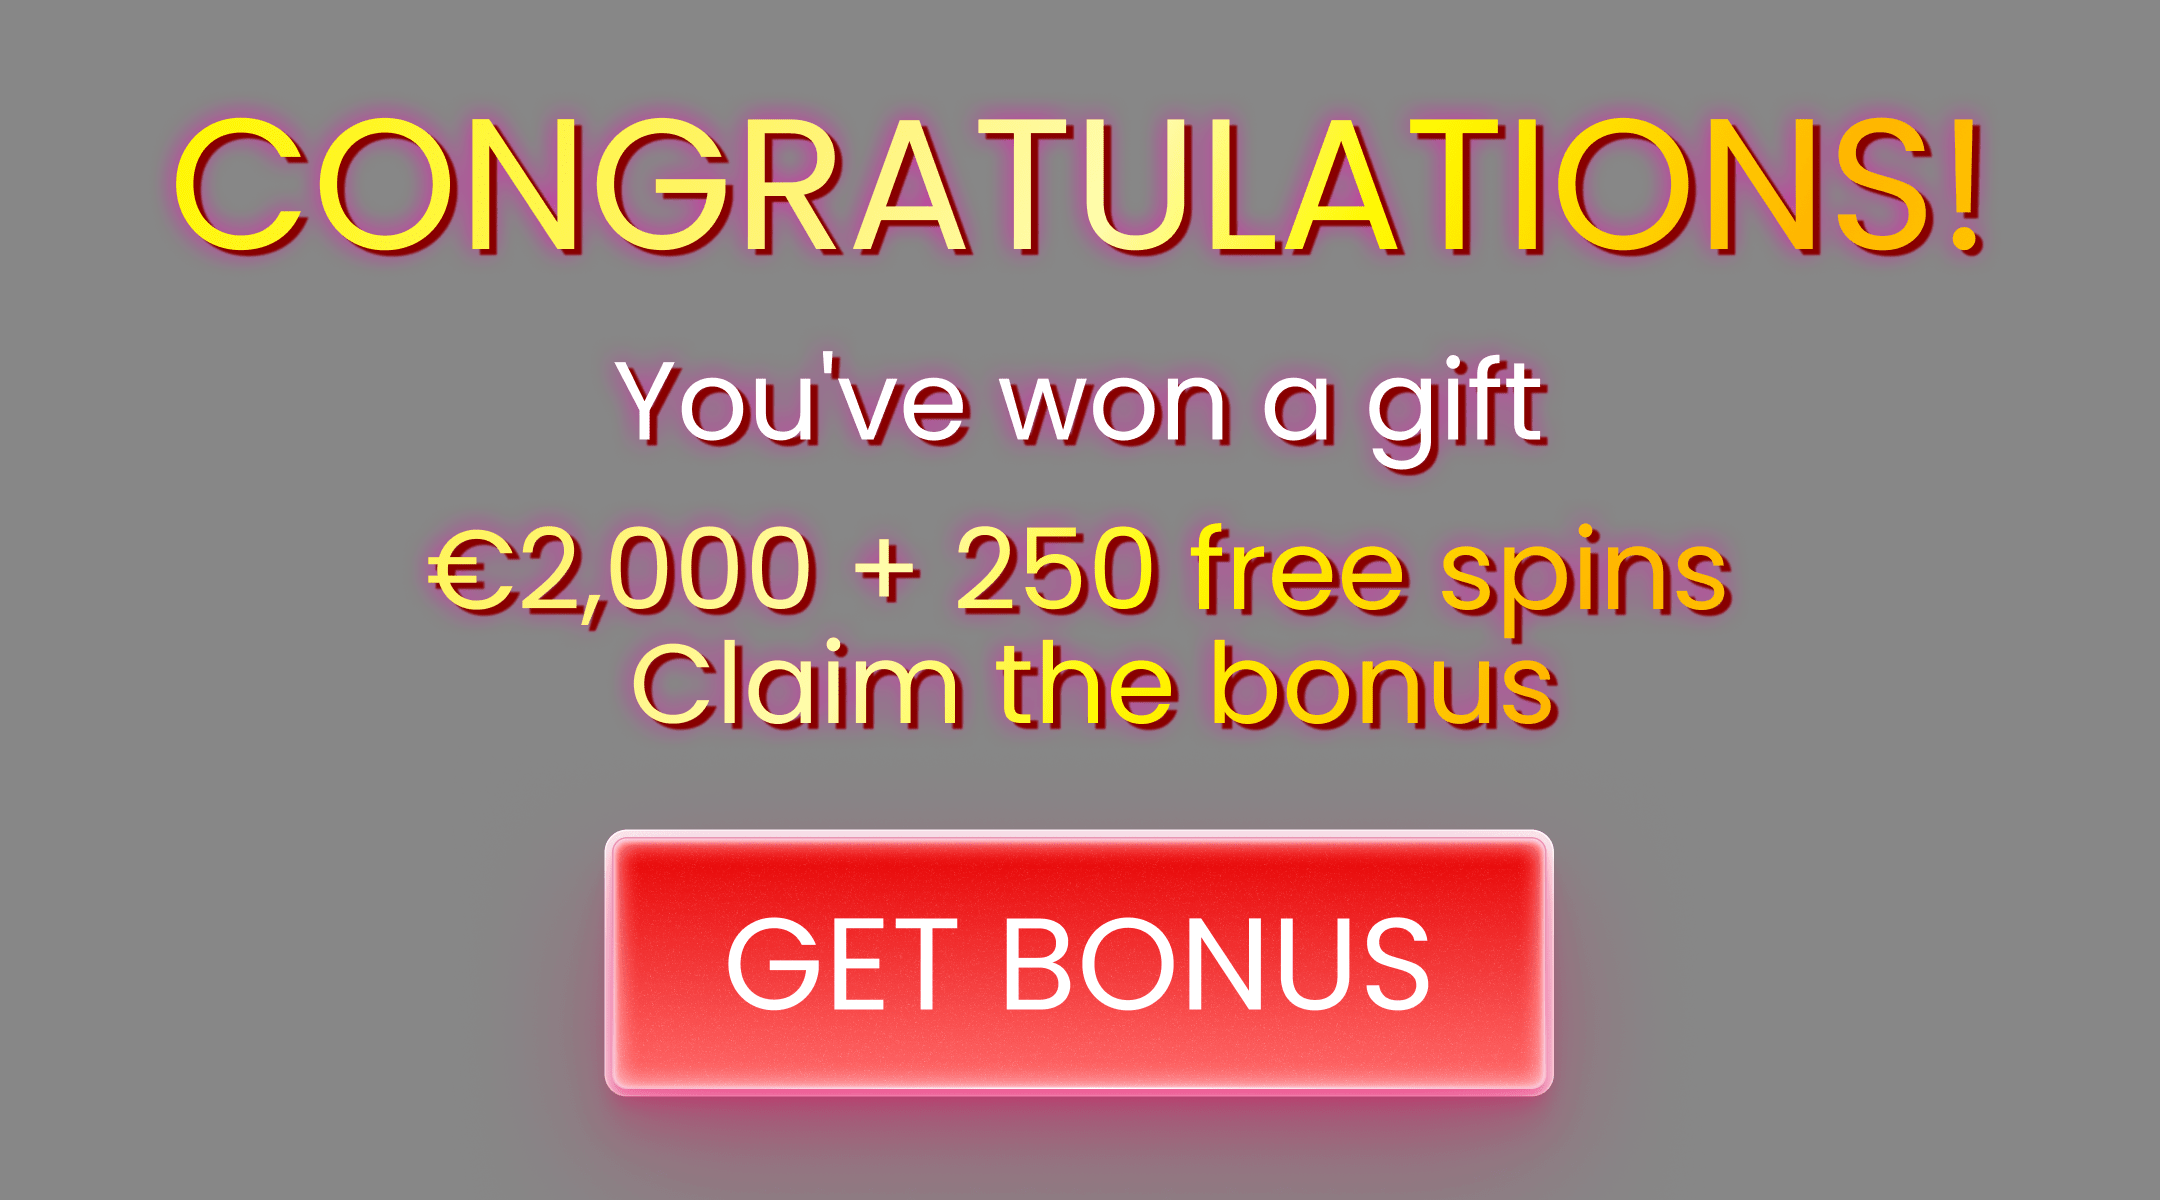 CONGRATULATIONS!
You've won a gift
€2,000 + 250 free spins
Claim the bonus
GET BONUS